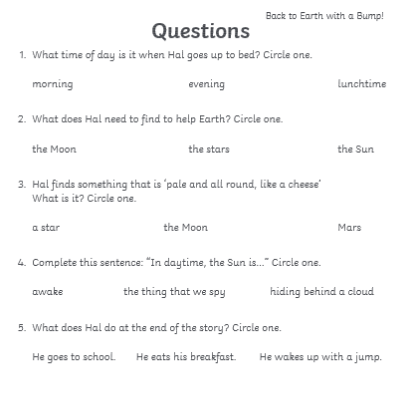 Back to Earth with a Bump!
Questions
1. What time of day is it when Hal goes up to bed? Circle one.
morning evening lunchtime
2. What does Hal need to find to help Earth? Circle one.
the Moon the stars the Sun
3. Hal finds something that is ‘pale and all round, like a cheese’
What is it? Circle one.
a star the Moon Mars
4. Complete this sentence: “In daytime, the Sun is...” Circle one.
awake the thing that we spy hiding behind a cloud
5. What does Hal do at the end of the story? Circle one.
He goes to school. He eats his breakfast. He wakes up with a jump.